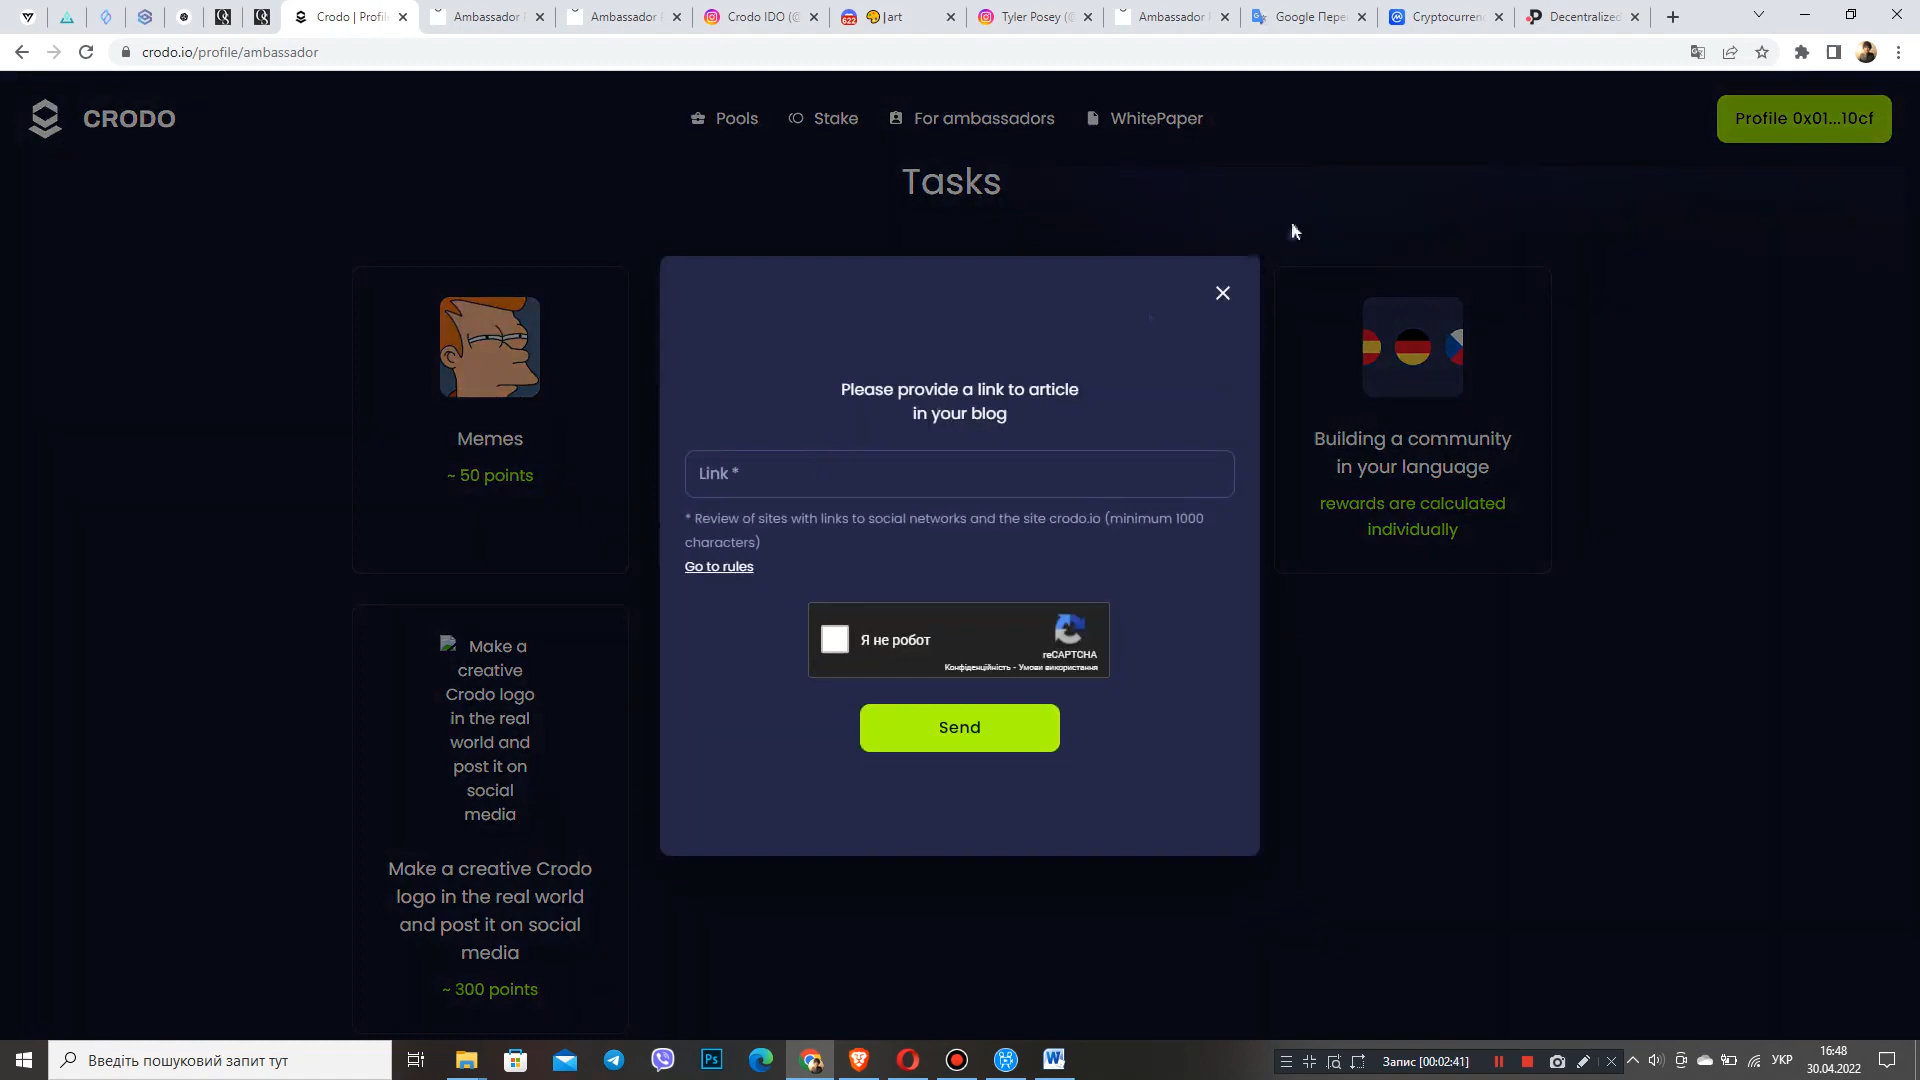 Crodo | Profil
Ambassador
Ambassador
Crodo IDO (@
622
art
Tyler Posey (@
Ambassador
Google Пере
Cryptocurren
Decentralized
crodo.io/profile/ambassador
CRODO
Pools
Stake
For ambassadors
WhitePaper
Profile 0x01...10cf
Tasks
Memes
~ 50 points
Please provide a link to article
in your blog
Link *
* Review of sites with links to social networks and the site crodo.io (minimum 1000
characters)
Go to rules
Я не робот
reCAPTCHA
Конфіденційність - Умови використання
Send
Building a community
in your language
rewards are calculated
individually
Make a
creative
Crodo logo
in the real
world and
post it on
social
media
Make a creative Crodo
logo in the real world
and post it on social
media
~ 300 points
Введіть пошуковий запит тут
Ps
Запис [00:02:41]
УКР
16:48
30.04.2022